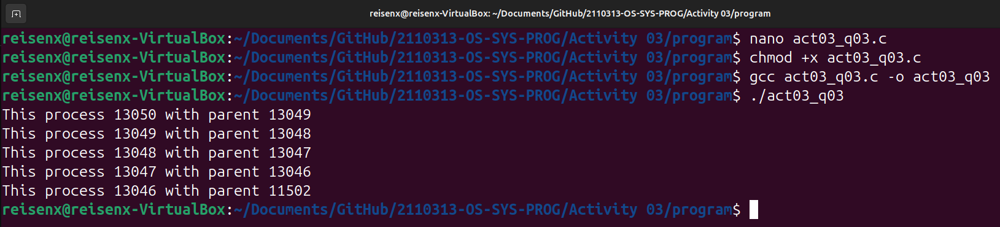 reisenx@reisenx-VirtualBox: ~/Documents/GitHub/2110313-OS-SYS-PROG/Activity 03/program
reisenx@reisenx-VirtualBox:~/Documents/GitHub/2110313-OS-SYS-PROG/Activity 03/program$ nano act03_q03.c
reisenx@reisenx-VirtualBox:~/Documents/GitHub/2110313-OS-SYS-PROG/Activity 03/program$ chmod +x act03_q03.c
reisenx@reisenx-VirtualBox:~/Documents/GitHub/2110313-OS-SYS-PROG/Activity 03/program$ gcc act03_q03.c -o act03_q03
reisenx@reisenx-VirtualBox:~/Documents/GitHub/2110313-OS-SYS-PROG/Activity 03/program$ ./act03_q03
This process 13050 with parent 13049
This process 13049 with parent 13048
This process 13048 with parent 13047
This process 13047 with parent 13046
This process 13046 with parent 11502
reisenx@reisenx-VirtualBox:~/Documents/GitHub/2110313-OS-SYS-PROG/Activity 03/program$